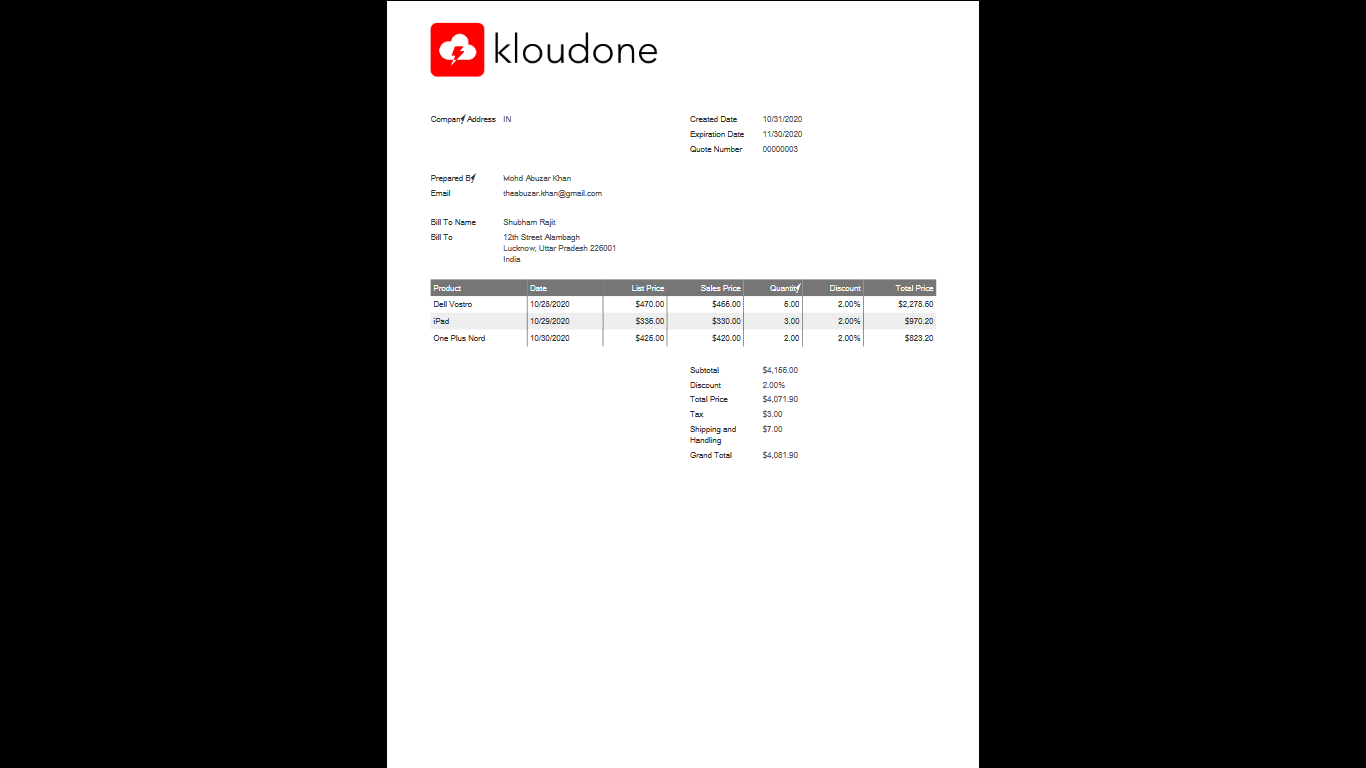 kloudone
Company Address IN
Created Date 10/31/2020
Expiration Date 11/30/2020
Quote Number 00000003
Prepared By Mohd Abuzar Khan
Email theabuzar.khan@gmail.com
Bill To Name Shubham Rajit
Bill To 12th Street Alambagh
Lucknow, Uttar Pradesh 226001
India
Product Date List Price Sales Price Quantity Discount Total Price
Dell Vostro 10/28/2020 $470.00 $465.00 5.00 2.00% $2,278.50
iPad 10/29/2020 $335.00 $330.00 3.00 2.00% $970.20
One Plus Nord 10/30/2020 $425.00 $420.00 2.00 2.00% $823.20
Subtotal $4,155.00
Discount 2.00%
Total Price $4,071.90
Tax $3.00
Shipping and $7.00
Handling
Grand Total $4,081.90